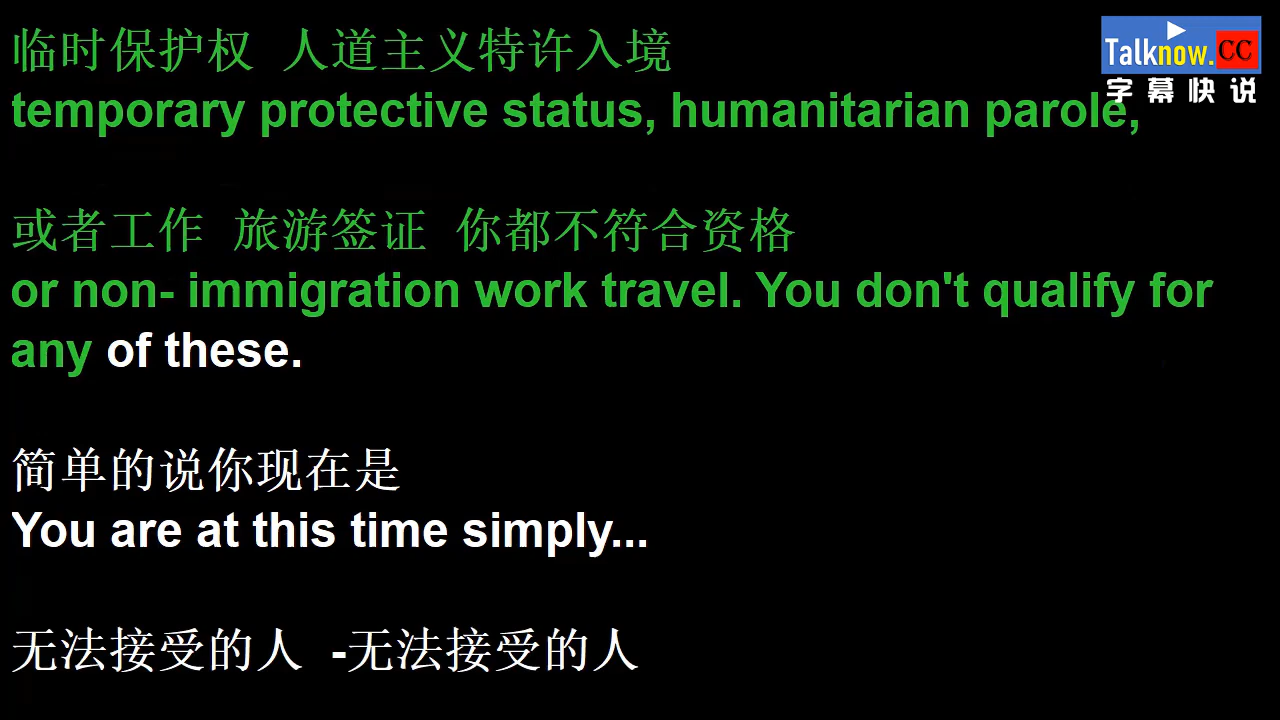 临时保护权 人道主义特许入境
temporary protective status, humanitarian parole,
或者工作 旅游签证 你都不符合资格
or non- immigration work travel. You don't qualify for
any of these.
简单的说你现在是
You are at this time simply...
无法接受的人 -无法接受的人
Talknow.CC
字幕快说